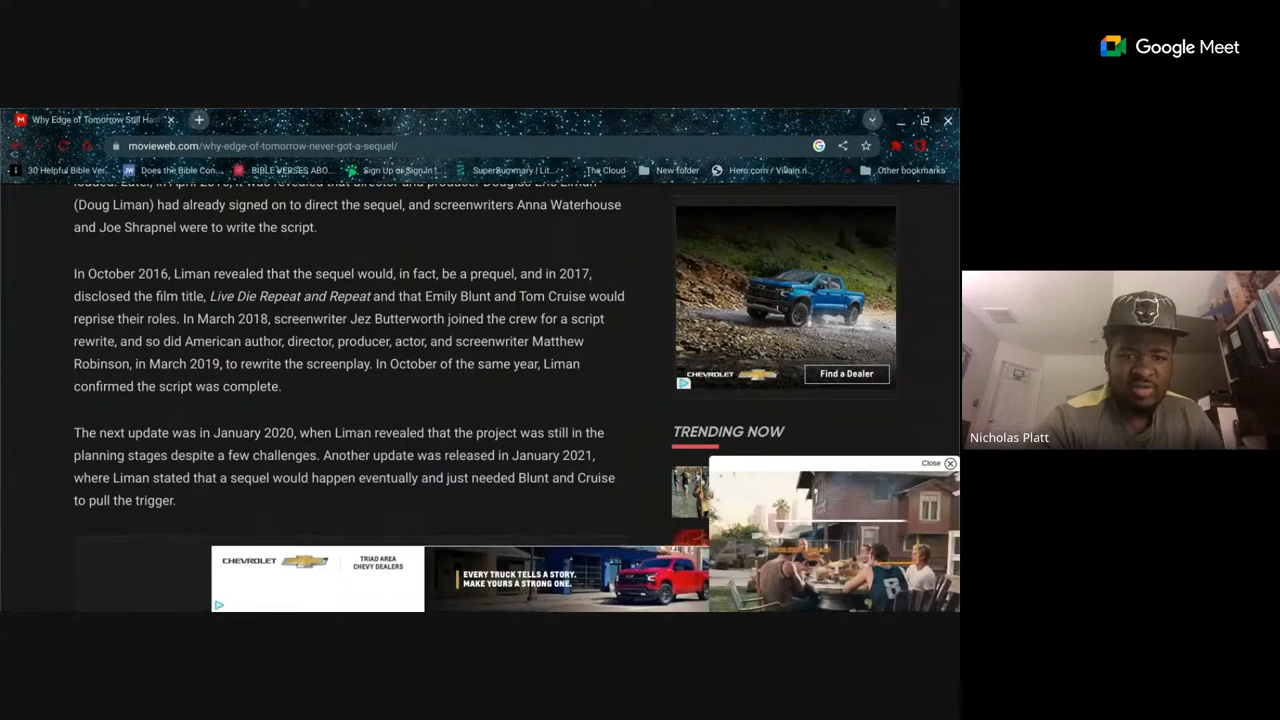 Google Meet
Why Edge of Tomorrow Still Has
movieweb.com/why-edge-of-tomorrow-never-got-a-sequel/
30 Helpful Bible Ver...
Does the Bible Con...
BIBLE VERSES ABO...
Sign Up or Sign In !
SuperSummary | Lit...
The Cloud
New folder
Hero.com / Villain.n...
Other bookmarks
(Doug Liman) had already signed on to direct the sequel, and screenwriters Anna Waterhouse
and Joe Shrapnel were to write the script.
In October 2016, Liman revealed that the sequel would, in fact, be a prequel, and in 2017,
disclosed the film title, Live Die Repeat and Repeat and that Emily Blunt and Tom Cruise would
reprise their roles. In March 2018, screenwriter Jez Butterworth joined the crew for a script
rewrite, and so did American author, director, producer, actor, and screenwriter Matthew
Robinson, in March 2019, to rewrite the screenplay. In October of the same year, Liman
confirmed the script was complete.
The next update was in January 2020, when Liman revealed that the project was still in the
planning stages despite a few challenges. Another update was released in January 2021,
where Liman stated that a sequel would happen eventually and just needed Blunt and Cruise
to pull the trigger.
CHEVROLET
Find a Dealer
TRENDING NOW
Close
CHEVROLET
TRIAD AREA
CHEVY DEALERS
EVERY TRUCK TELLS A STORY.
MAKE YOURS A STRONG ONE.
8
Nicholas Platt